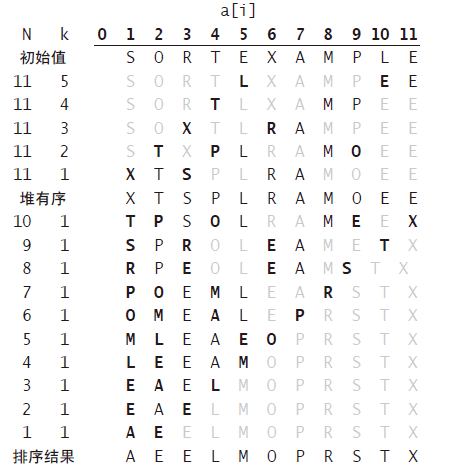 a[i]
N k 0 1 2 3 4 5 6 7 8 9 10 11
初始值 S O R T E X A M P L E
11 5 S O R T L X A M P E E
11 4 S O R T L X A M P E E
11 3 S O X T L R A M P E E
11 2 S T X P L R A M O E E
11 1 X T S P L R A M O E E
堆有序 X T S P L R A M O E E
10 1 T P S O L R A M E E X
9 1 S P R O L E A M E T X
8 1 R P E O L E A M S T X
7 1 P O E M L E A R S T X
6 1 O M E A L E P R S T X
5 1 M L E A E O P R S T X
4 1 L E E A M O P R S T X
3 1 E A E L M O P R S T X
2 1 E A E L M O P R S T X
1 1 A E E L M O P R S T X
排序结果 A E E L M O P R S T X